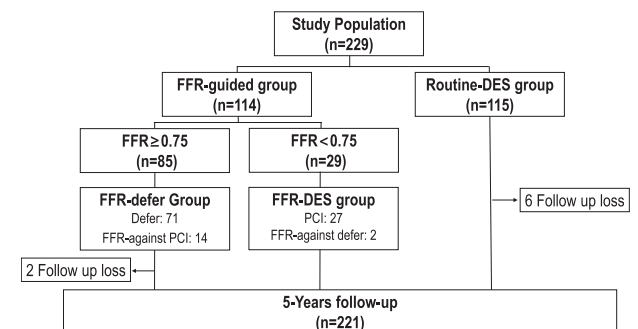 Study Population
(n=229)
FFR-guided group
(n=114)
Routine-DES group
(n=115)
FFR≥0.75
(n=85)
FFR<0.75
(n=29)
FFR-defer Group
Defer: 71
FFR-against PCI: 14
FFR-DES group
PCI: 27
FFR-against defer: 2
6 Follow up loss
2 Follow up loss
5-Years follow-up
(n=221)